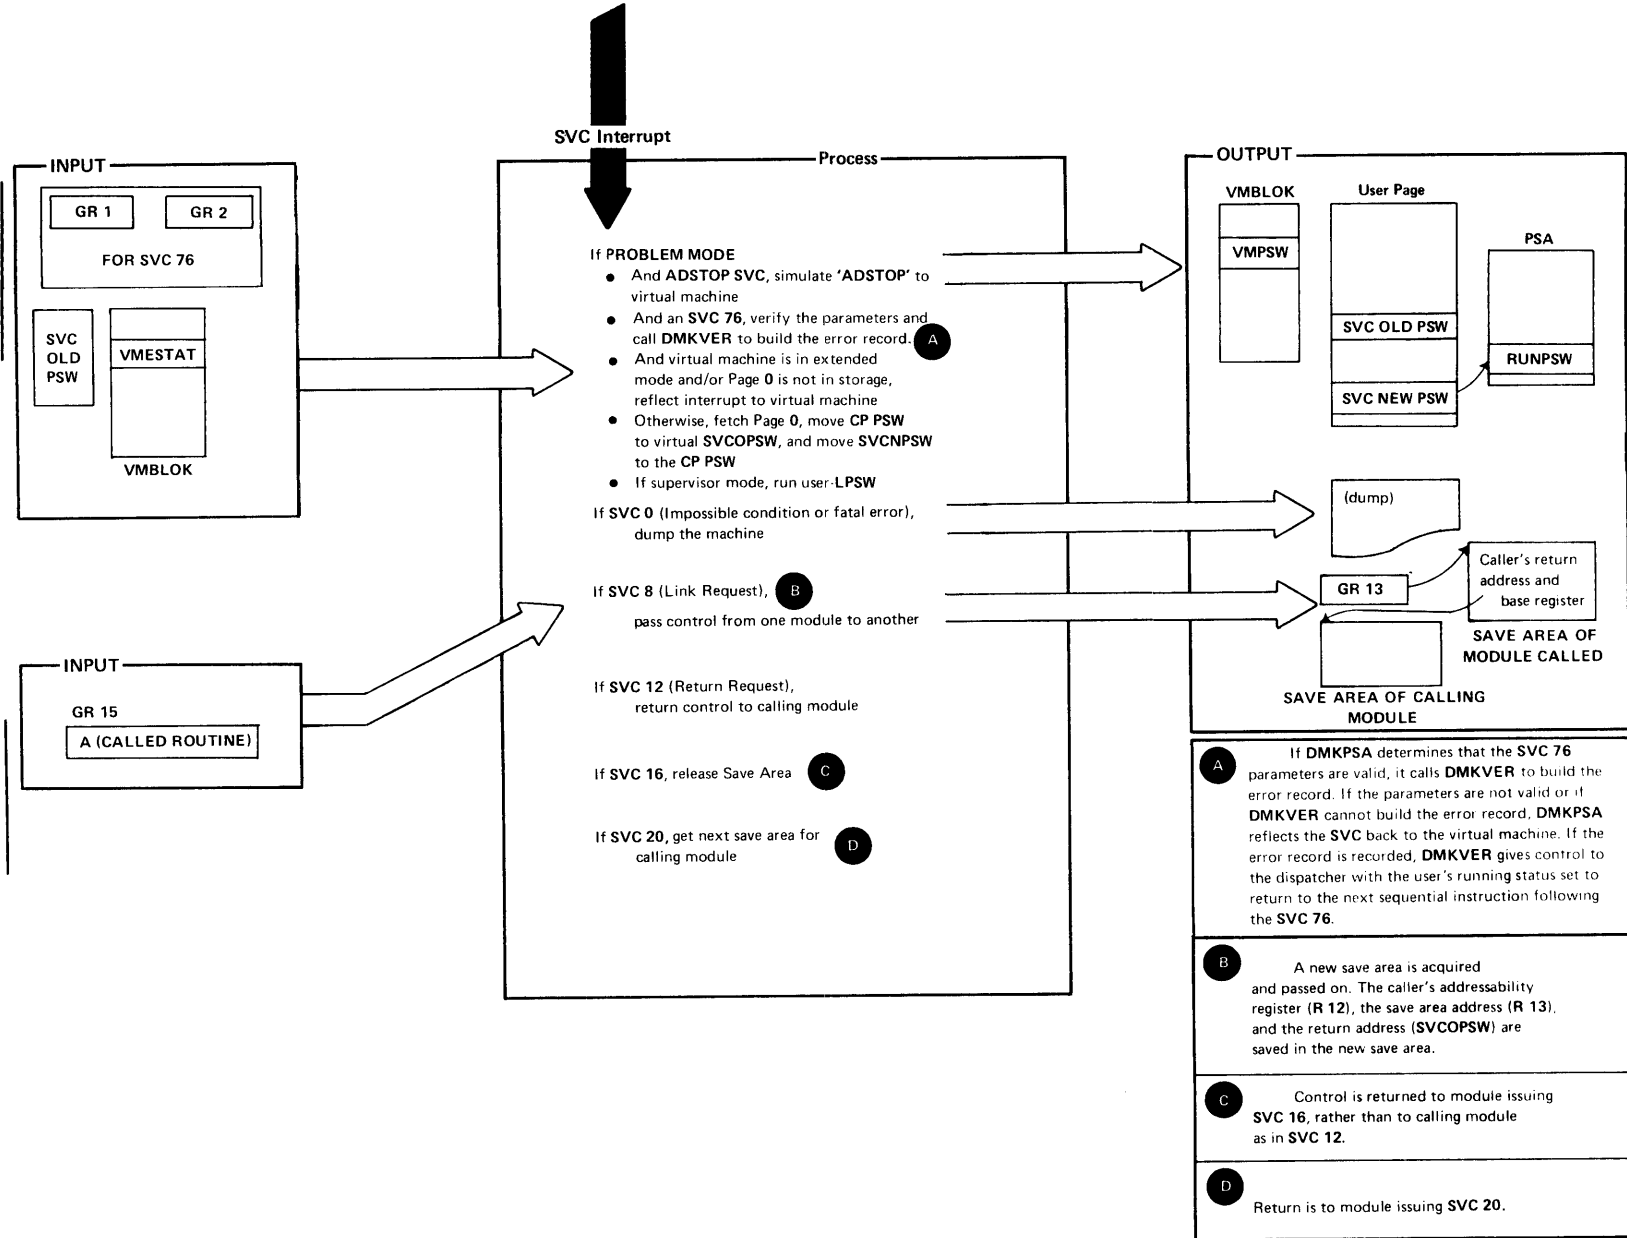 SVC Interrupt
INPUT
GR 1
GR 2
FOR SVC 76
SVC
OLD
PSW
VMESTAT
VMBLOK
INPUT
GR 15
A (CALLED ROUTINE)
Process
If PROBLEM MODE
● And ADSTOP SVC, simulate 'ADSTOP' to
virtual machine
● And an SVC 76, verify the parameters and
call DMKVER to build the error record. A
● And virtual machine is in extended
mode and/or Page 0 is not in storage,
reflect interrupt to virtual machine
● Otherwise, fetch Page 0, move CP PSW
to virtual SVCOPSW, and move SVCNPSW
to the CP PSW
● If supervisor mode, run user-LPSW
If SVC 0 (Impossible condition or fatal error),
dump the machine
If SVC 8 (Link Request), B
pass control from one module to another
If SVC 12 (Return Request),
return control to calling module
If SVC 16, release Save Area C
If SVC 20, get next save area for
calling module D
OUTPUT
VMBLOK
VMPSW
User Page
SVC OLD PSW
SVC NEW PSW
PSA
RUNPSW
(dump)
GR 13
Caller's return
address and
base register
SAVE AREA OF
MODULE CALLED
SAVE AREA OF CALLING
MODULE
A If DMKPSA determines that the SVC 76
parameters are valid, it calls DMKVER to build the
error record. If the parameters are not valid or if
DMKVER cannot build the error record, DMKPSA
reflects the SVC back to the virtual machine. If the
error record is recorded, DMKVER gives control to
the dispatcher with the user's running status set to
return to the next sequential instruction following
the SVC 76.
B A new save area is acquired
and passed on. The caller's addressability
register (R 12), the save area address (R 13),
and the return address (SVCOPSW) are
saved in the new save area.
C Control is returned to module issuing
SVC 16, rather than to calling module
as in SVC 12.
D
Return is to module issuing SVC 20.